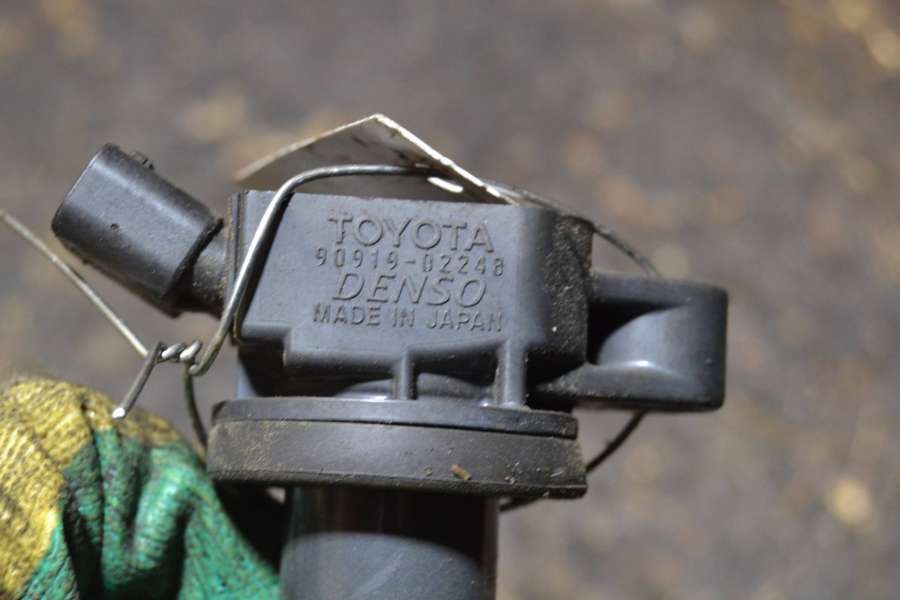 TOYOTA
90919-02248
DENSO
MADE IN JAPAN